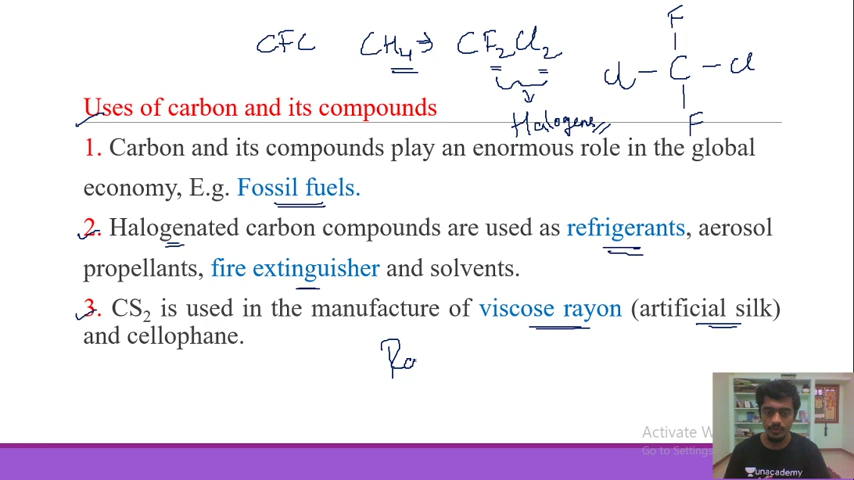 CFC CH4 ⇒ CF2Cl2
F
Cl – C – Cl
F
Halogens
Uses of carbon and its compounds
1. Carbon and its compounds play an enormous role in the global
economy, E.g. Fossil fuels.
2. Halogenated carbon compounds are used as refrigerants, aerosol
propellants, fire extinguisher and solvents.
3. CS2 is used in the manufacture of viscose rayon (artificial silk)
and cellophane.
Ra
Activate W
Go to Settings
unacademy